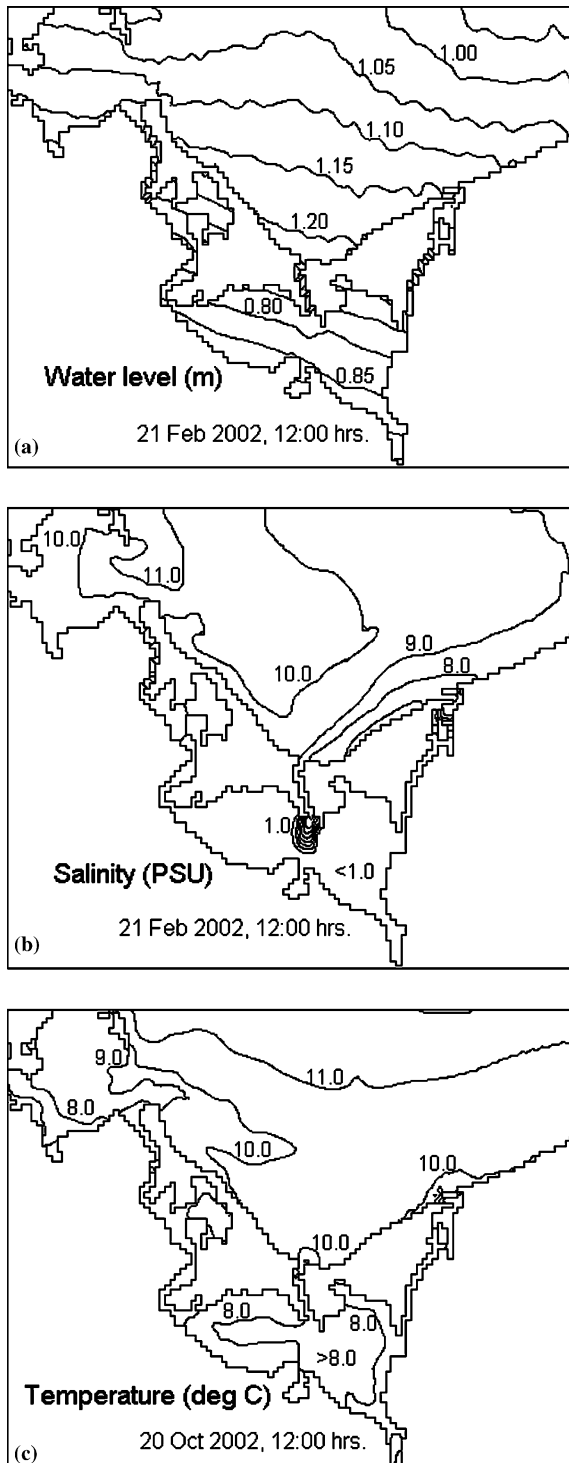 1.00
1.05
1.10
1.15
1.20
0.80
0.85
Water level (m)
21 Feb 2002, 12:00 hrs.
(a)
10.0
11.0
9.0
8.0
10.0
1.0
<1.0
Salinity (PSU)
21 Feb 2002, 12:00 hrs.
(b)
9.0
11.0
8.0
10.0
10.0
10.0
8.0
8.0
>8.0
Temperature (deg C)
20 Oct 2002, 12:00 hrs.
(c)